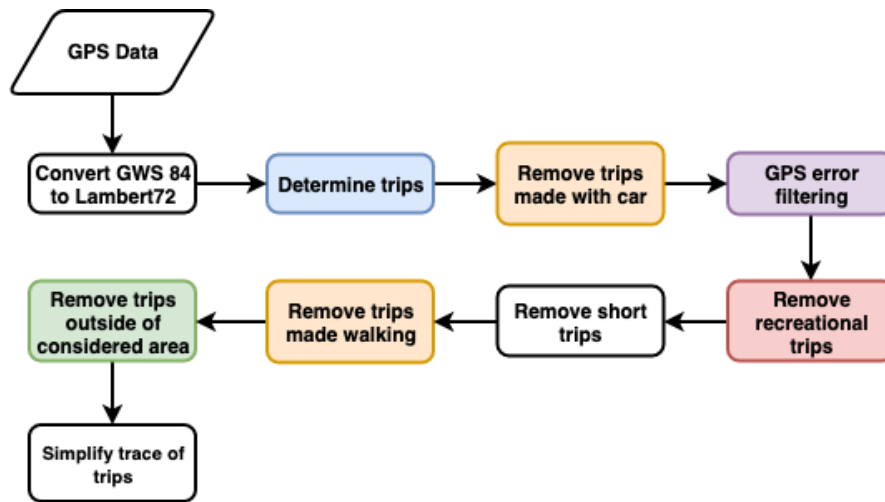 GPS Data
Convert GWS 84
to Lambert72
Determine trips
Remove trips
made with car
GPS error
filtering
Remove
recreational
trips
Remove short
trips
Remove trips
made walking
Remove trips
outside of
considered area
Simplify trace of
trips